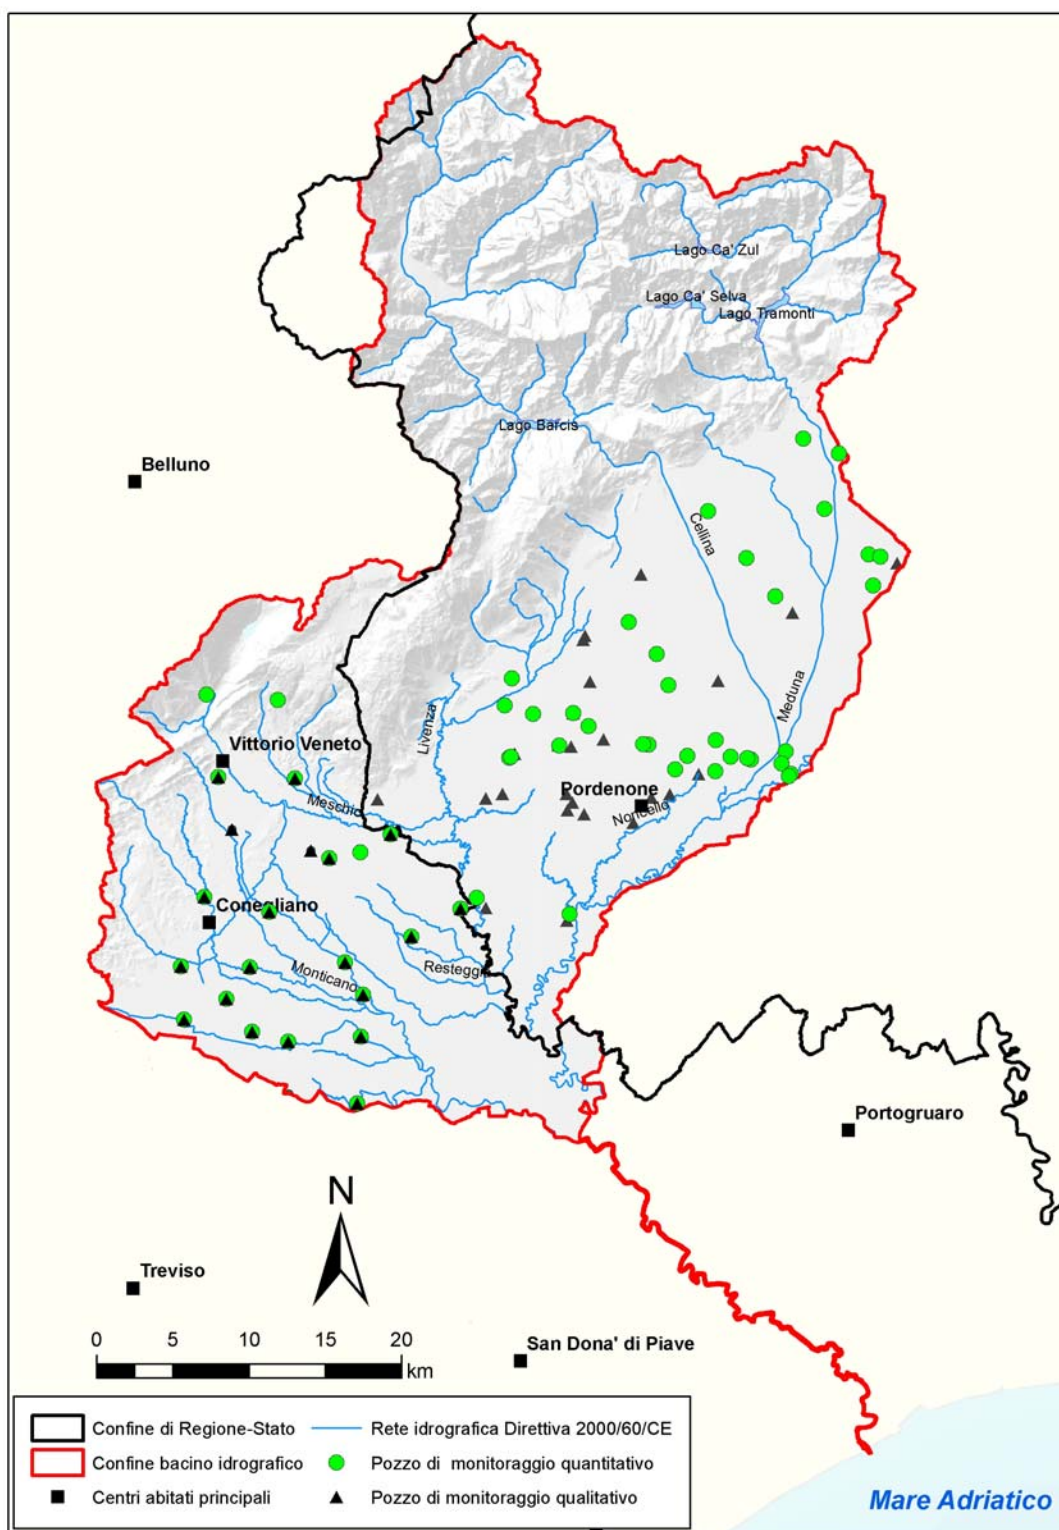 Lago Ca' Zul
Lago Ca' Selva
Lago Tramonti
Lago Barcis
Belluno
Cellina
Meduna
Livenza
Vittorio Veneto
Meschio
Pordenone
Noncello
Conegliano
Resteggia
Monticano
Portogruaro
N
Treviso
0 5 10 15 20
km
San Dona' di Piave
Confine di Regione-Stato
Rete idrografica Direttiva 2000/60/CE
Confine bacino idrografico
Pozzo di monitoraggio quantitativo
Centri abitati principali
Pozzo di monitoraggio qualitativo
Mare Adriatico